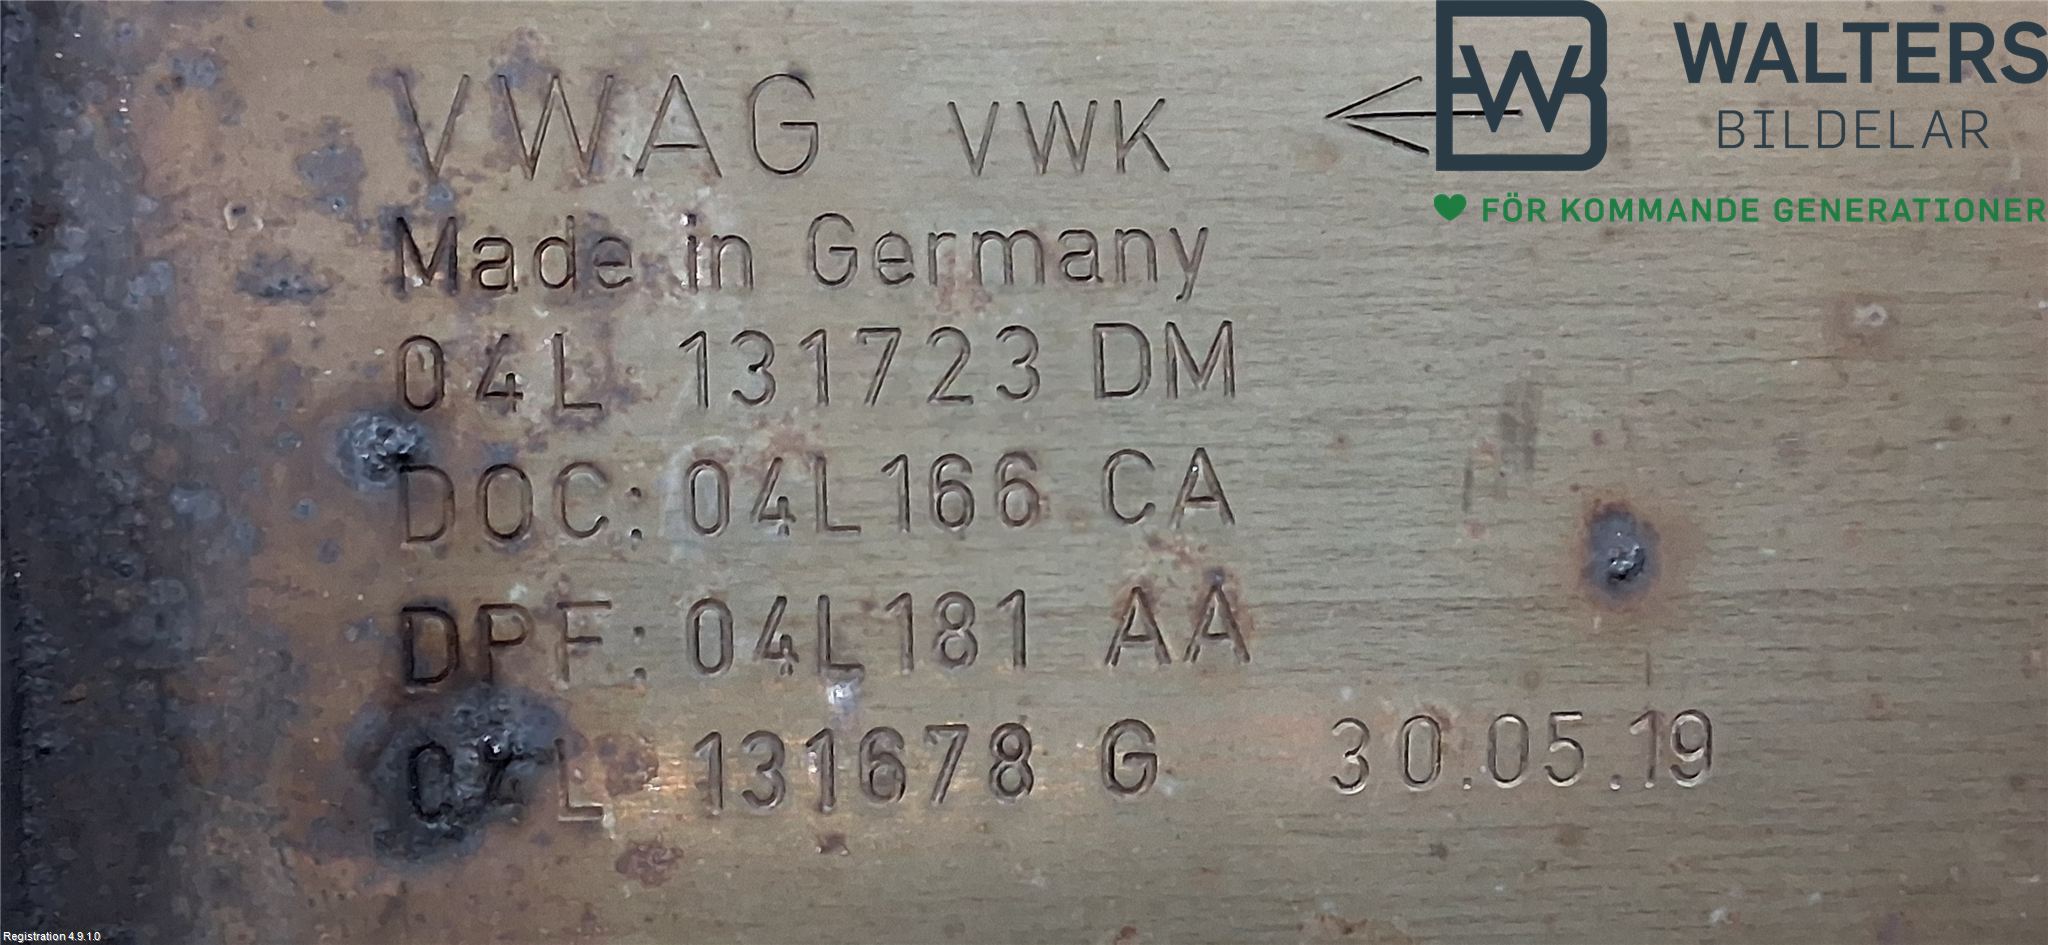 VWAG VWK
WALTERS
BILDELAR
FÖR KOMMANDE GENERATIONER
Made in Germany
04L 131723 DM
DOC: 04L166 CA
DPF: 04L181 AA
04L 131678 G 30.05.19
Registration 4.9.1.0